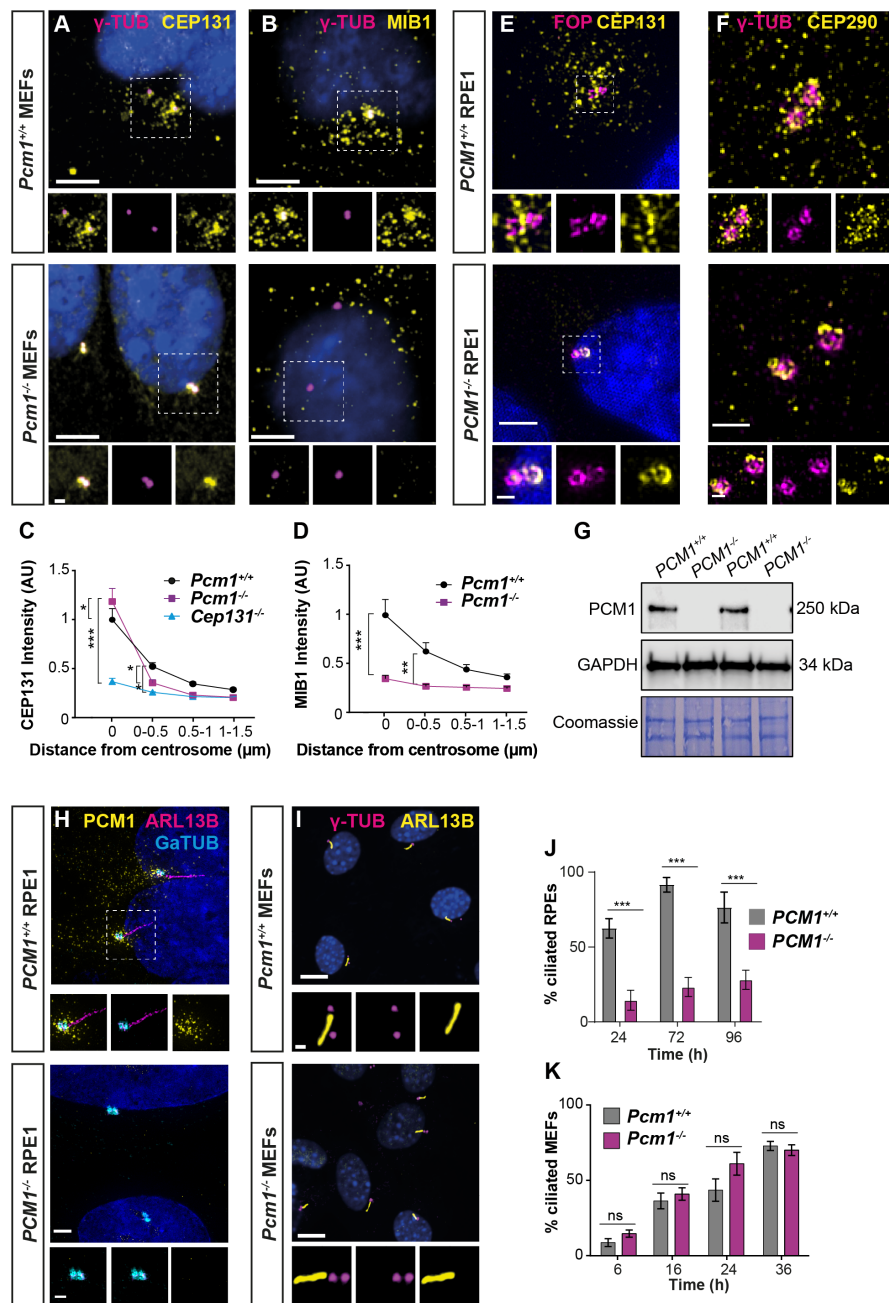 A γ-TUB CEP131
B γ-TUB MIB1
E FOP CEP131
F γ-TUB CEP290
Pcm1+/+ MEFs
PCM1+/+ RPE1
Pcm1-/- MEFs
PCM1-/- RPE1
C
1.5
1
0.5
0
CEP131 Intensity (AU)
Pcm1+/+
Pcm1-/-
Cep131-/-
*
***
*
*
0 0-0.5 0.5-1 1-1.5
Distance from centrosome (µm)
D
1.5
1
0.5
0
MIB1 Intensity (AU)
Pcm1+/+
Pcm1-/-
***
**
0 0-0.5 0.5-1 1-1.5
Distance from centrosome (µm)
G
PCM1+/+ PCM1-/- PCM1+/+ PCM1-/-
PCM1 250 kDa
GAPDH 34 kDa
Coomassie
H PCM1 ARL13B
GaTUB
PCM1+/+ RPE1
PCM1-/- RPE1
I γ-TUB ARL13B
Pcm1+/+ MEFs
Pcm1-/- MEFs
J
100
50
0
% ciliated RPEs
*** *** ***
PCM1+/+
PCM1-/-
24 72 96
Time (h)
K
100
50
0
% ciliated MEFs
Pcm1+/+
Pcm1-/-
ns ns ns ns
6 16 24 36
Time (h)